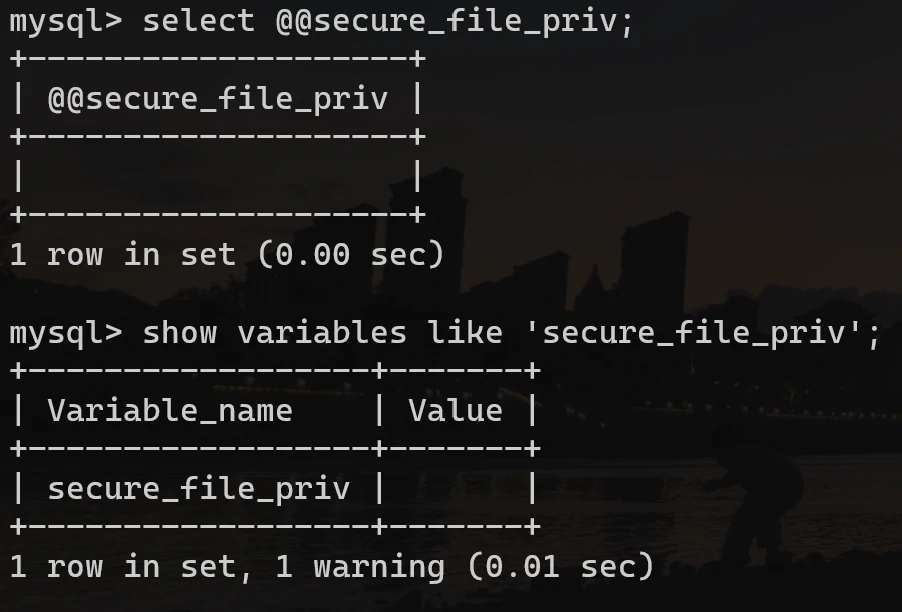 mysql> select @@secure_file_priv;
+--------------------+
| @@secure_file_priv |
+--------------------+
|                    |
+--------------------+
1 row in set (0.00 sec)

mysql> show variables like 'secure_file_priv';
+------------------+-------+
| Variable_name    | Value |
+------------------+-------+
| secure_file_priv |       |
+------------------+-------+
1 row in set, 1 warning (0.01 sec)